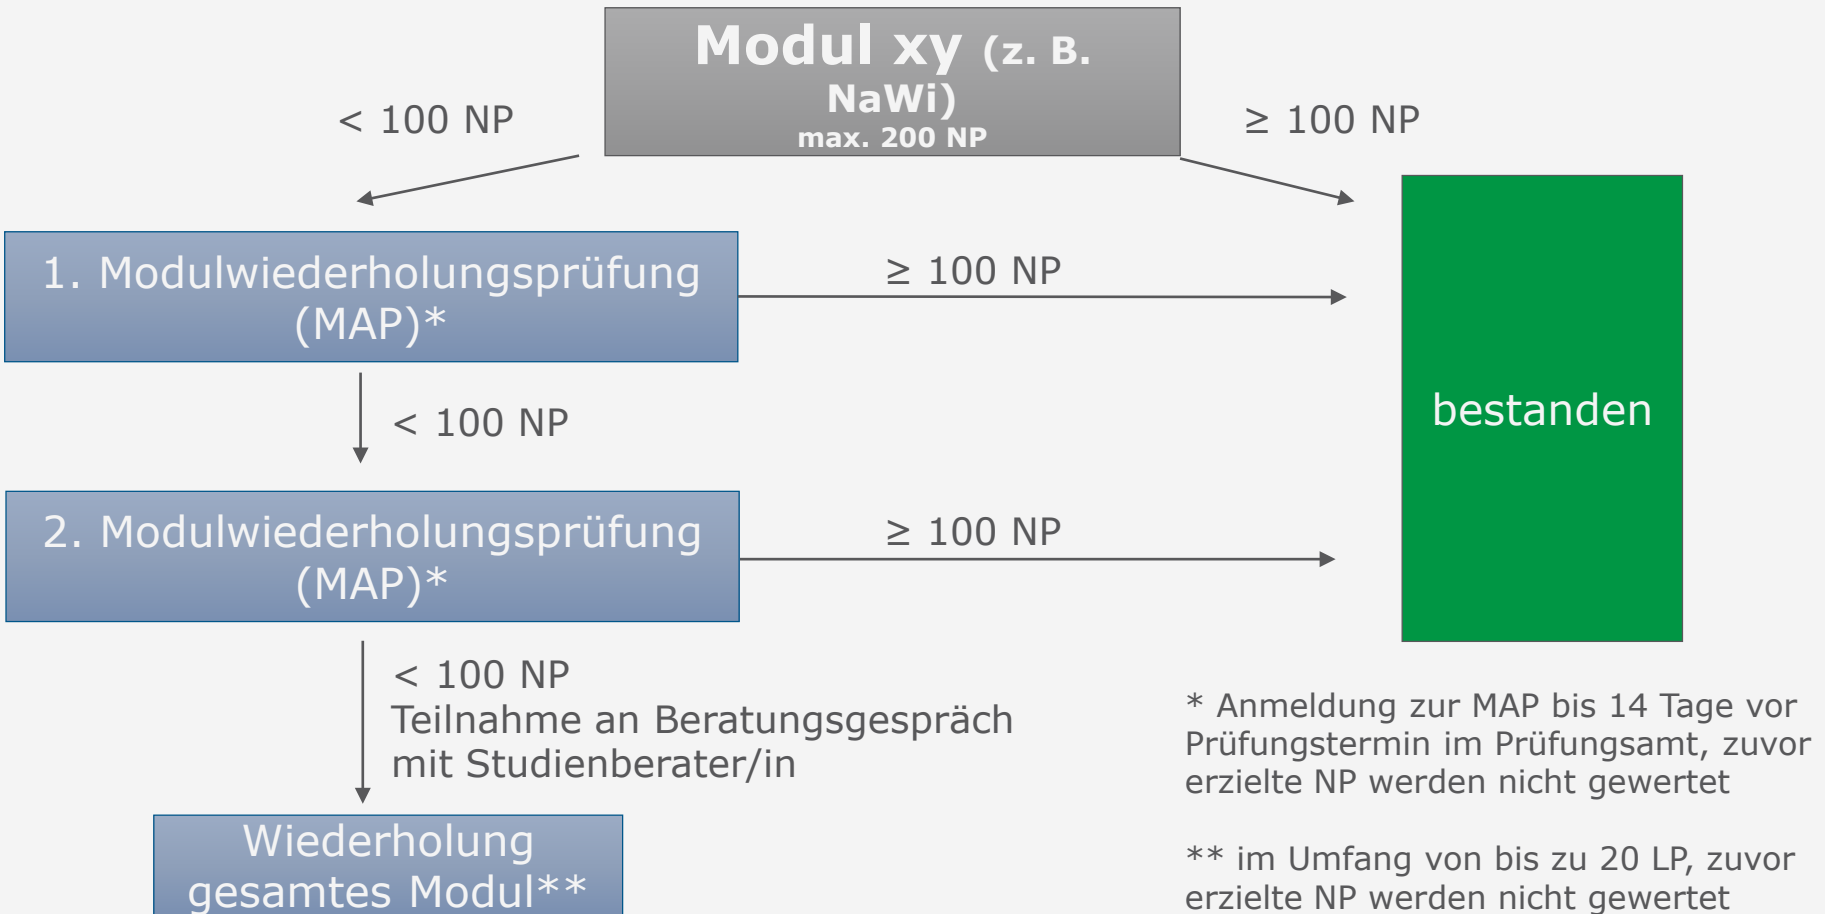 Modul xy (z. B.
NaWi)
max. 200 NP
< 100 NP
≥ 100 NP
1. Modulwiederholungsprüfung
(MAP)*
≥ 100 NP
bestanden
< 100 NP
2. Modulwiederholungsprüfung
(MAP)*
≥ 100 NP
< 100 NP
Teilnahme an Beratungsgespräch
mit Studienberater/in
Wiederholung
gesamtes Modul**
* Anmeldung zur MAP bis 14 Tage vor
Prüfungstermin im Prüfungsamt, zuvor
erzielte NP werden nicht gewertet
** im Umfang von bis zu 20 LP, zuvor
erzielte NP werden nicht gewertet